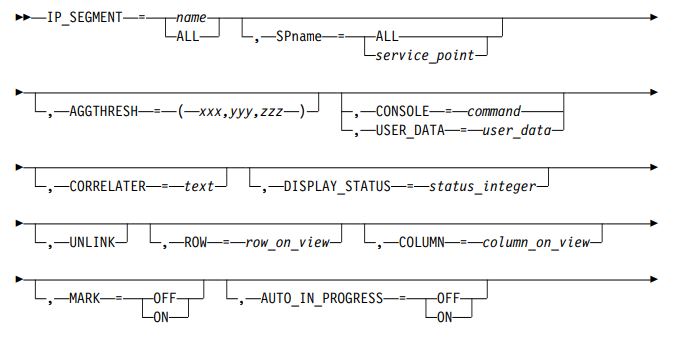 IP_SEGMENT = name
ALL
, SPname = ALL
service_point
, AGGTHRESH = ( xxx,yyy,zzz )
, CONSOLE = command
, USER_DATA = user_data
, CORRELATER = text
, DISPLAY_STATUS = status_integer
, UNLINK
, ROW = row_on_view
, COLUMN = column_on_view
, MARK = OFF
ON
, AUTO_IN_PROGRESS = OFF
ON